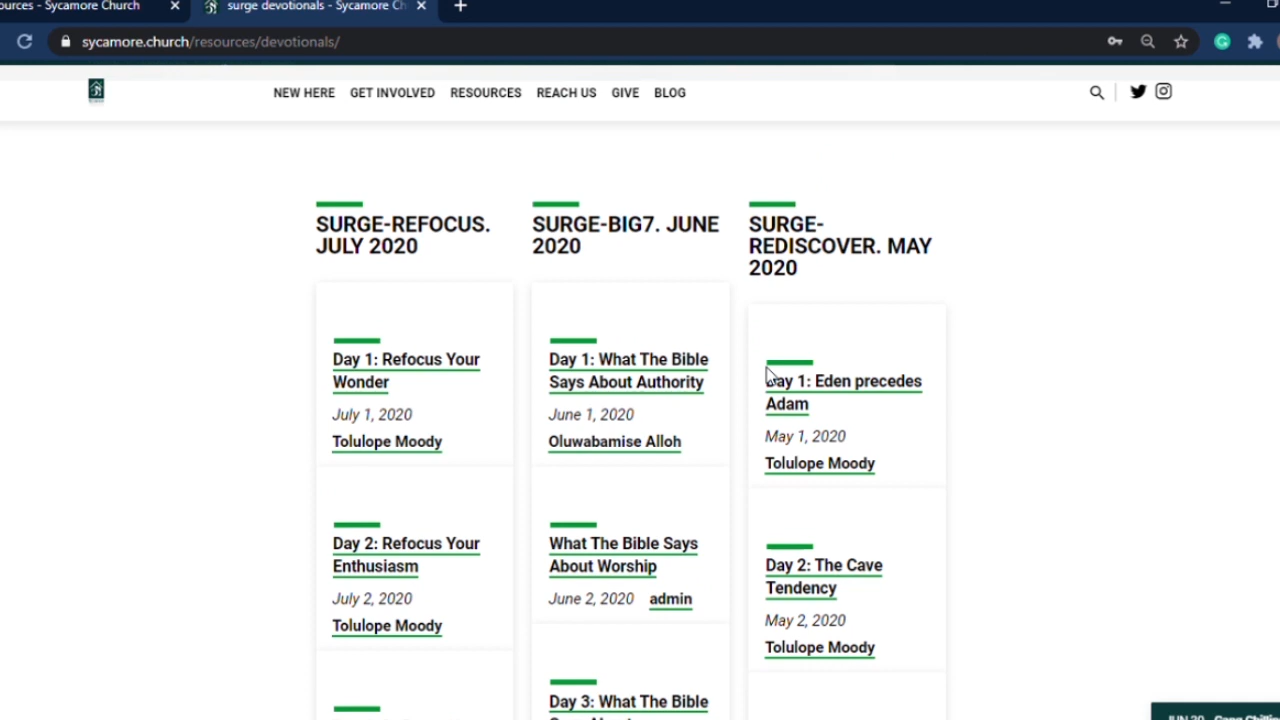 ources - Sycamore Church
surge devotionals - Sycamore Ch
sycamore.church/resources/devotionals/
NEW HERE GET INVOLVED RESOURCES REACH US GIVE BLOG
SURGE-REFOCUS.
JULY 2020
Day 1: Refocus Your
Wonder
July 1, 2020
Tolulope Moody
Day 2: Refocus Your
Enthusiasm
July 2, 2020
Tolulope Moody
SURGE-BIG7. JUNE
2020
Day 1: What The Bible
Says About Authority
June 1, 2020
Oluwabamise Alloh
What The Bible Says
About Worship
June 2, 2020 admin
Day 3: What The Bible
SURGE-
REDISCOVER. MAY
2020
Day 1: Eden precedes
Adam
May 1, 2020
Tolulope Moody
Day 2: The Cave
Tendency
May 2, 2020
Tolulope Moody